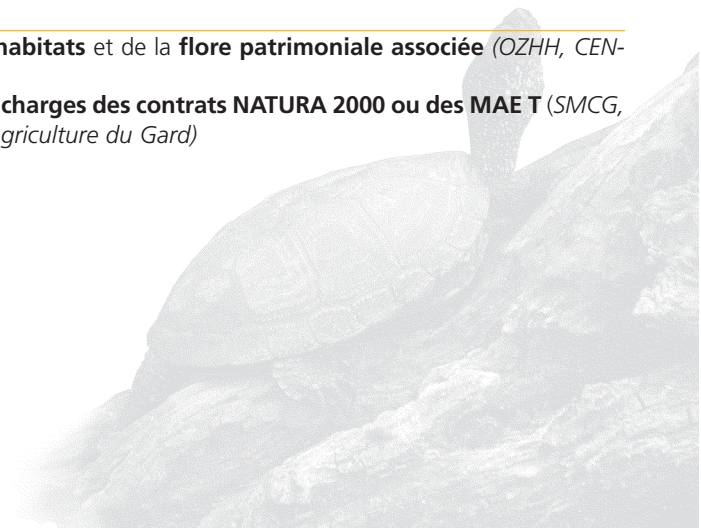 habitats et de la flore patrimoniale associée (OZHH, CEN-
charges des contrats NATURA 2000 ou des MAE T (SMCG,
griculture du Gard)